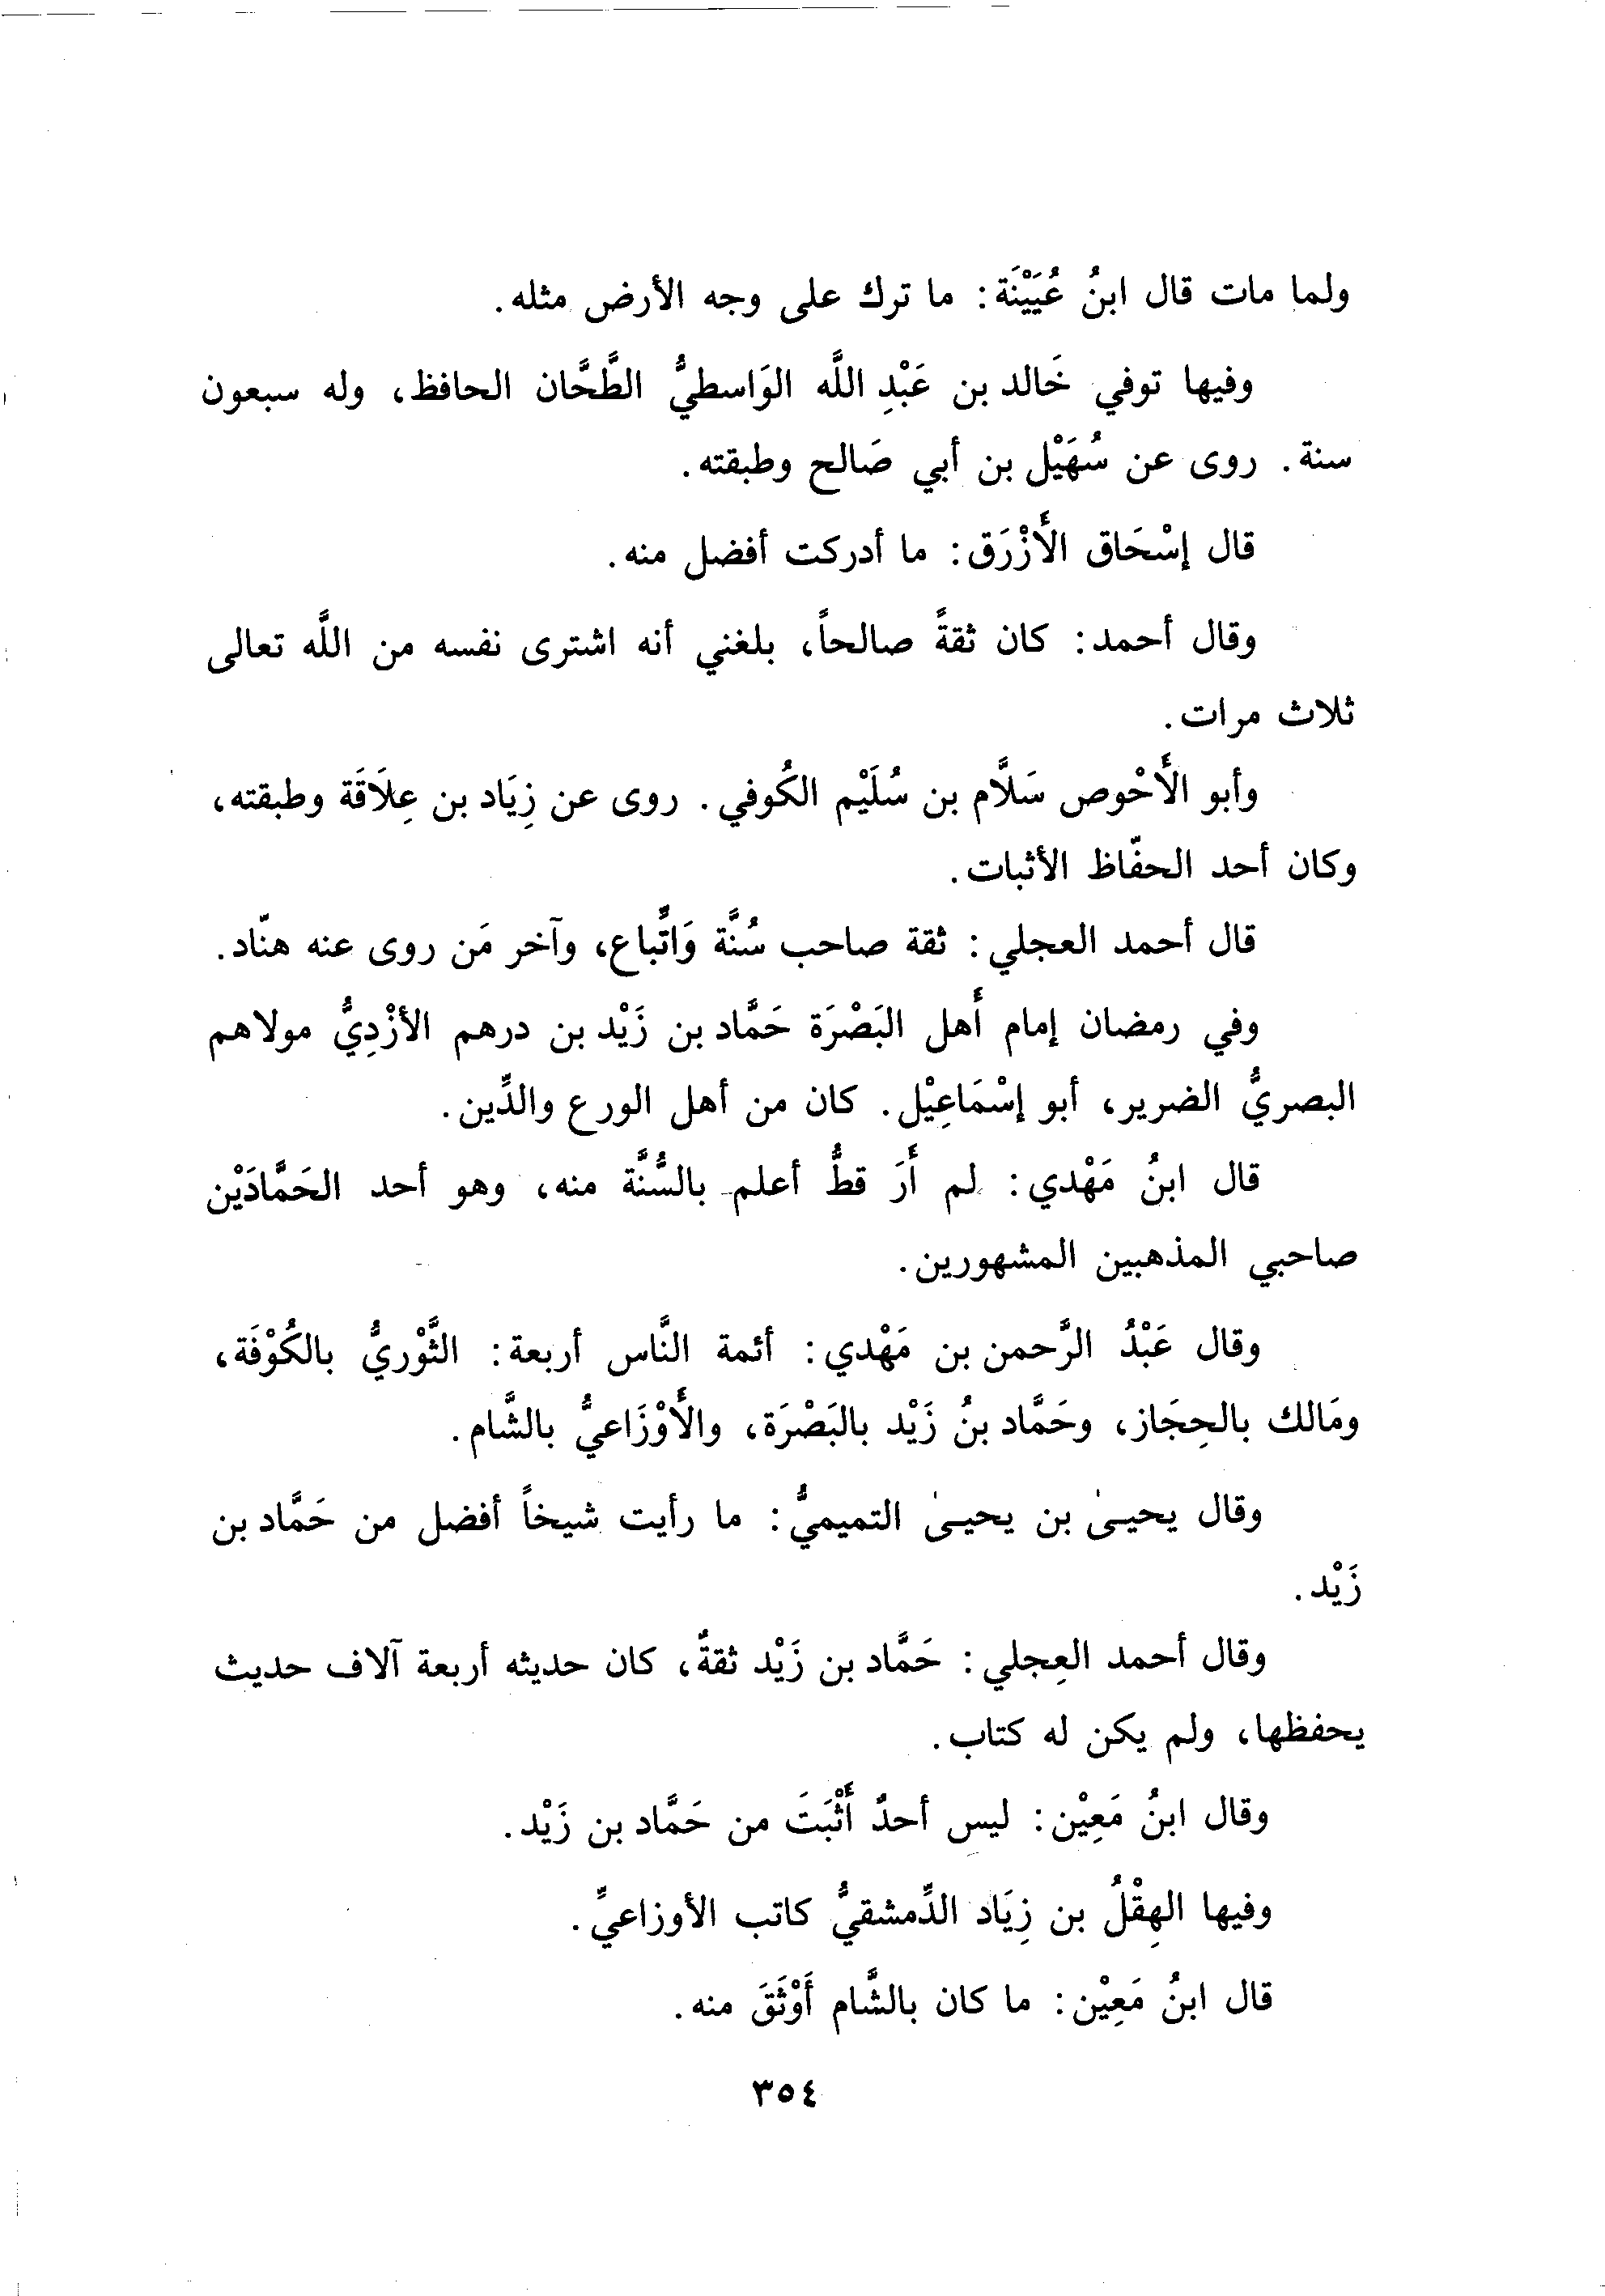 ولما مات قال ابنُ عُيَيْنَة: ما ترك على وجه الأرض مثله.
وفيها توفي خَالد بن عَبْدِ اللَّه الوَاسطيُّ الطَّحَّان الحافظ، وله سبعون
سنة. روى عن سُهَيْل بن أبي صَالح وطبقته.
قال إسْحَاق الأَزْرَق: ما أدركت أفضل منه.
وقال أحمد: كان ثقةً صالحاً، بلغني أنه اشترى نفسه من اللَّه تعالى
ثلاث مرات.
وأبو الأَحْوص سَلَّام بن سُلَيْم الكُوفي. روى عن زِيَاد بن عِلَاقَة وطبقته،
وكان أحد الحفّاظ الأثبات.
قال أحمد العجلي: ثقة صاحب سُنَّة وَاتِّباع، وآخر مَن روى عنه هنّاد.
وفي رمضان إمام أَهل البَصْرَة حَمَّاد بن زَيْد بن درهم الأزْدِيُّ مولاهم
البصريُّ الضرير، أبو إسْمَاعِيْل. كان من أهل الورع والدِّين.
قال ابنُ مَهْدي: لم أَرَ قطُّ أعلم بالسُّنَّة منه، وهو أحد الحَمَّادَيْن
صاحبي المذهبين المشهورين.
وقال عَبْدُ الرَّحمن بن مَهْدي: أئمة النَّاس أربعة: الثَّوْريُّ بالكُوْفَة،
ومَالك بالحِجَاز، وحَمَّاد بنُ زَيْد بالبَصْرَة، والأَوْزَاعيُّ بالشَّام.
وقال يحيىٰ بن يحيىٰ التميميُّ: ما رأيت شيخاً أفضل من حَمَّاد بن
زَيْد.
وقال أحمد العِجلي: حَمَّاد بن زَيْد ثقةٌ، كان حديثه أربعة آلاف حديث
يحفظها، ولم يكن له كتاب.
وقال ابنُ مَعِيْن: ليس أحدٌ أَثْبَتَ من حَمَّاد بن زَيْد.
وفيها الهِقْلُ بن زِيَاد الدِّمشقيُّ كاتب الأوزاعيِّ.
قال ابنُ مَعِيْن: ما كان بالشَّام أَوْثَقَ منه.
٣٥٤